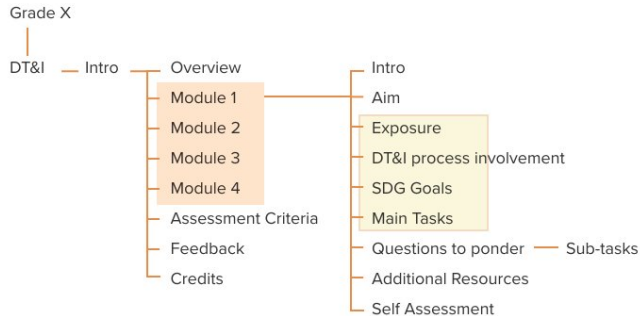 Grade X
DT&I
Intro
Overview
Module 1
Module 2
Module 3
Module 4
Assessment Criteria
Feedback
Credits
Intro
Aim
Exposure
DT&I process involvement
SDG Goals
Main Tasks
Questions to ponder
Sub-tasks
Additional Resources
Self Assessment